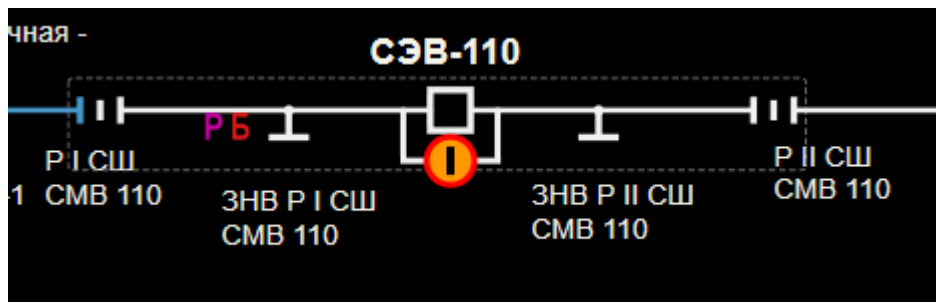 чная -
СЭВ-110
Р Б
Р I СШ
СМВ 110
-1
ЗНВ Р I СШ
СМВ 110
ЗНВ Р II СШ
СМВ 110
Р II СШ
СМВ 110